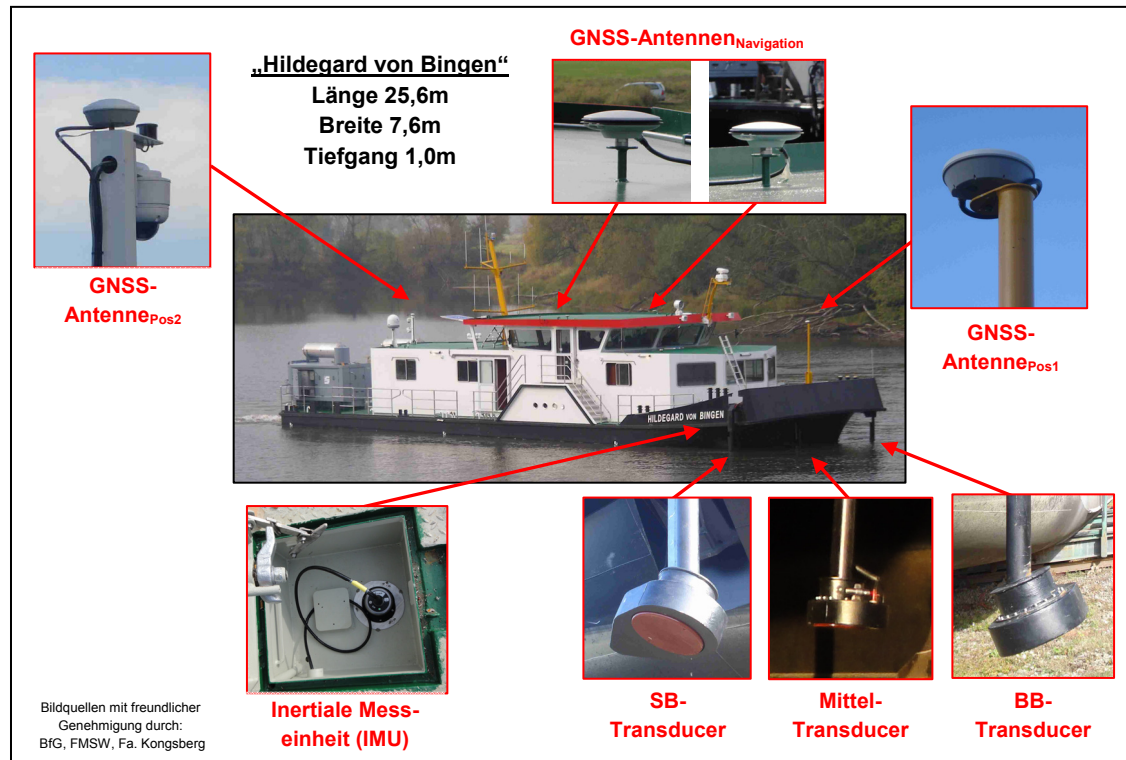 GNSS-AntennenNavigation
„Hildegard von Bingen“
Länge 25,6m
Breite 7,6m
Tiefgang 1,0m
GNSS-
AntennePos2
GNSS-
AntennePos1
HILDEGARD VON BINGEN
Inertiale Mess-
einheit (IMU)
SB-
Transducer
Mittel-
Transducer
BB-
Transducer
Bildquellen mit freundlicher
Genehmigung durch:
BfG, FMSW, Fa. Kongsberg